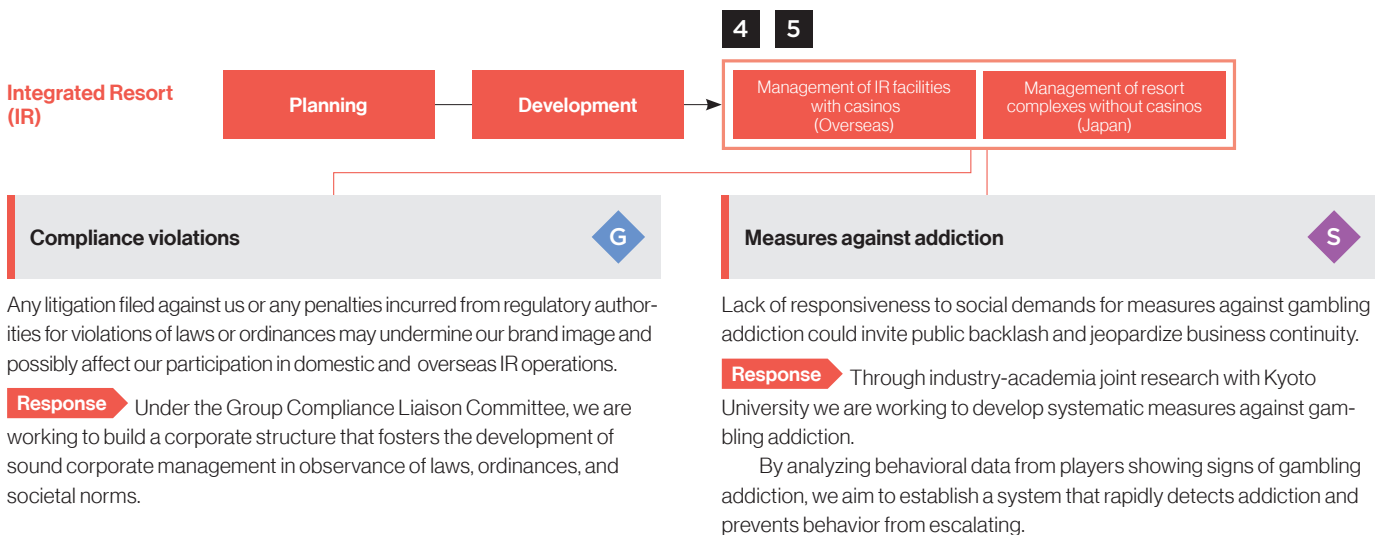 4 5
Integrated Resort
(IR)
Planning
Development
Management of IR facilities
with casinos
(Overseas)
Management of resort
complexes without casinos
(Japan)
Compliance violations
G
Any litigation filed against us or any penalties incurred from regulatory author-
ities for violations of laws or ordinances may undermine our brand image and
possibly affect our participation in domestic and overseas IR operations.
Response Under the Group Compliance Liaison Committee, we are
working to build a corporate structure that fosters the development of
sound corporate management in observance of laws, ordinances, and
societal norms.
Measures against addiction
S
Lack of responsiveness to social demands for measures against gambling
addiction could invite public backlash and jeopardize business continuity.
Response Through industry-academia joint research with Kyoto
University we are working to develop systematic measures against gam-
bling addiction.
By analyzing behavioral data from players showing signs of gambling
addiction, we aim to establish a system that rapidly detects addiction and
prevents behavior from escalating.